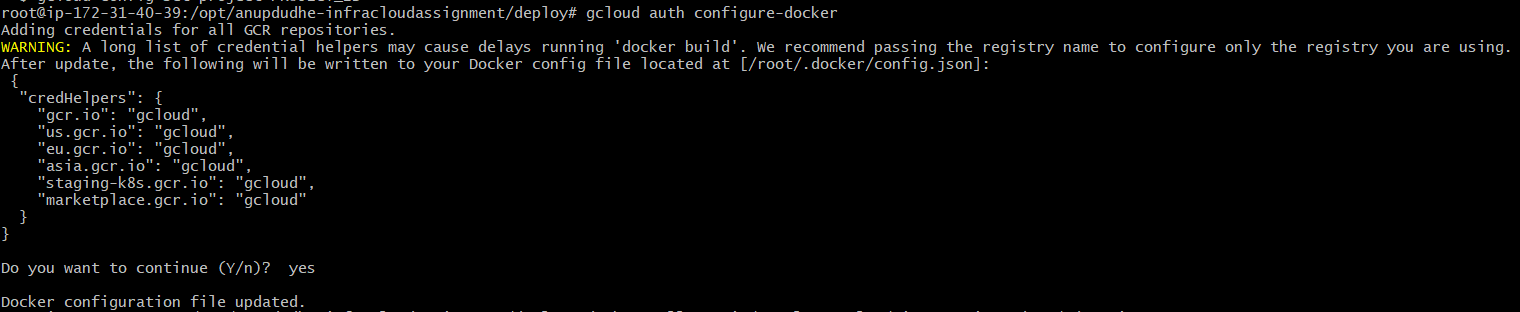 root@ip-172-31-40-39:/opt/anupdudhe-infracloudassignment/deploy# gcloud auth configure-docker
Adding credentials for all GCR repositories.
WARNING: A long list of credential helpers may cause delays running 'docker build'. We recommend passing the registry name to configure only the registry you are using.
After update, the following will be written to your Docker config file located at [/root/.docker/config.json]:
 {
  "credHelpers": {
    "gcr.io": "gcloud",
    "us.gcr.io": "gcloud",
    "eu.gcr.io": "gcloud",
    "asia.gcr.io": "gcloud",
    "staging-k8s.gcr.io": "gcloud",
    "marketplace.gcr.io": "gcloud"
  }
}
Do you want to continue (Y/n)?  yes
Docker configuration file updated.